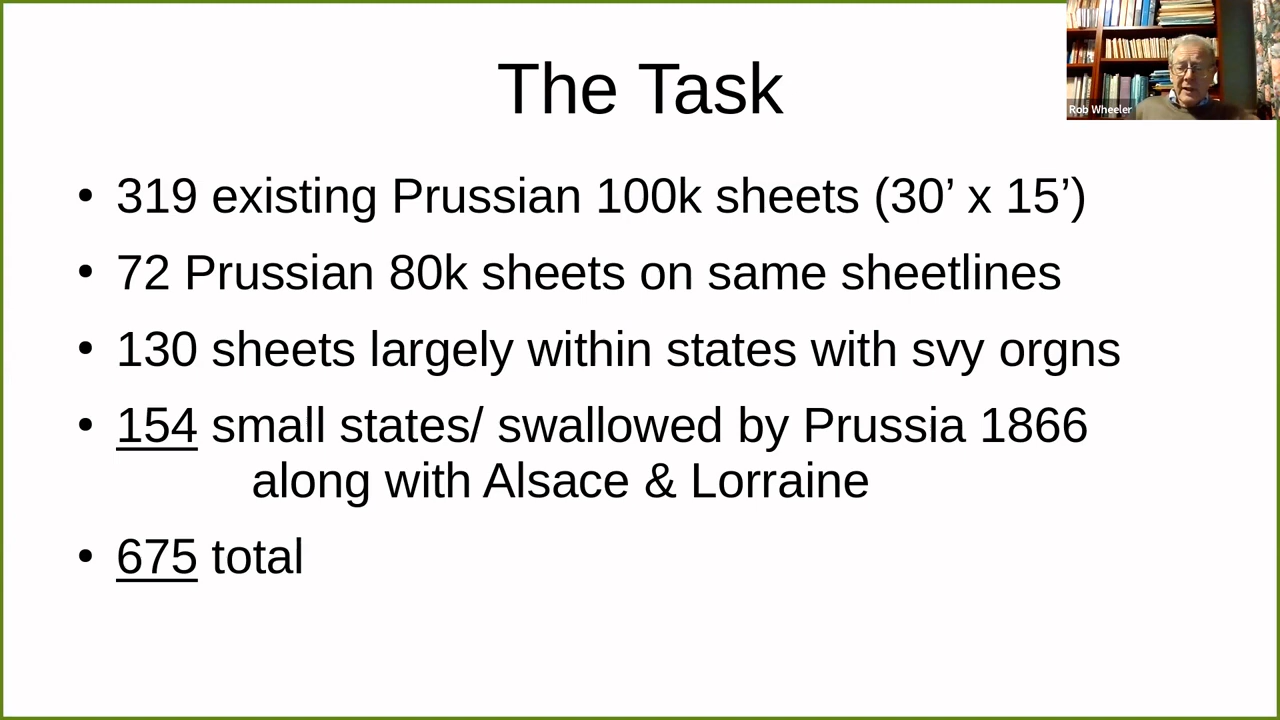 The Task
Rob Wheeler
• 319 existing Prussian 100k sheets (30’ x 15’)
• 72 Prussian 80k sheets on same sheetlines
• 130 sheets largely within states with svy orgns
• 154 small states/ swallowed by Prussia 1866
along with Alsace & Lorraine
• 675 total